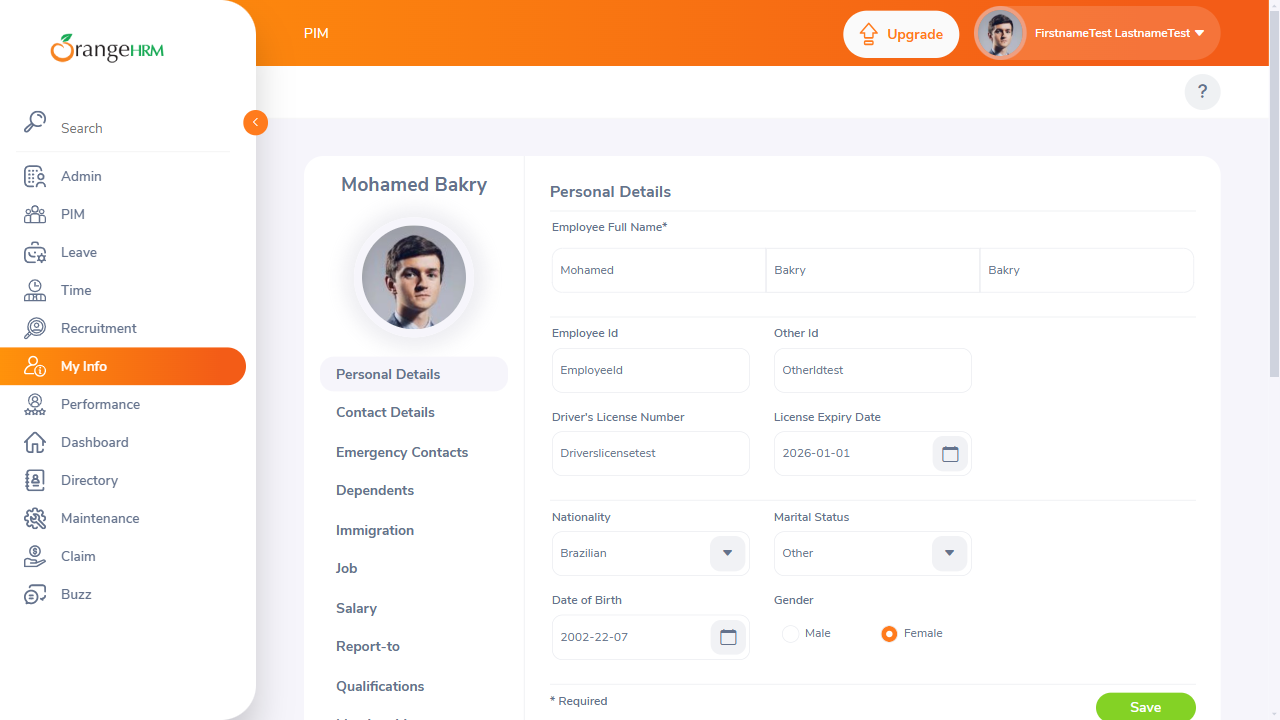 OrangeHRM
PIM
Upgrade
FirstnameTest LastnameTest
?
Search
Admin
PIM
Leave
Time
Recruitment
My Info
Performance
Dashboard
Directory
Maintenance
Claim
Buzz
Mohamed Bakry
Personal Details
Contact Details
Emergency Contacts
Dependents
Immigration
Job
Salary
Report-to
Qualifications
Personal Details
Employee Full Name*
Mohamed Bakry Bakry
Employee Id Other Id
EmployeeId OtherIdtest
Driver's License Number License Expiry Date
Driverslicensetest 2026-01-01
Nationality Marital Status
Brazilian Other
Date of Birth Gender
2002-22-07 Male Female
* Required Save